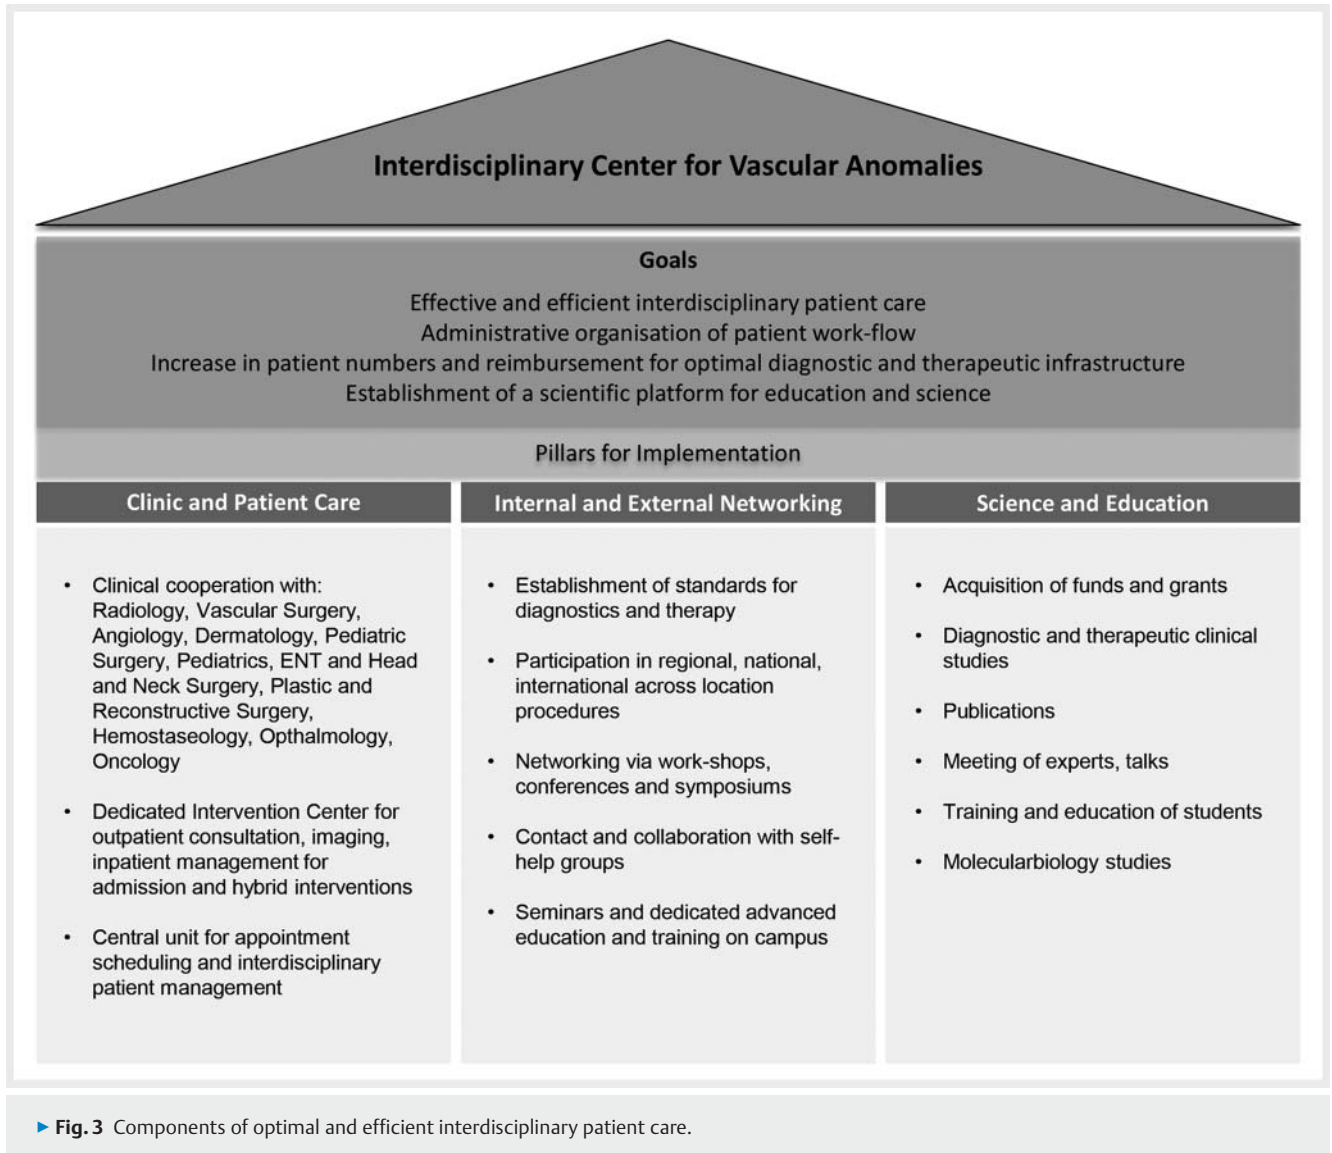 Interdisciplinary Center for Vascular Anomalies
Goals
Effective and efficient interdisciplinary patient care
Administrative organisation of patient work-flow
Increase in patient numbers and reimbursement for optimal diagnostic and therapeutic infrastructure
Establishment of a scientific platform for education and science
Pillars for Implementation
Clinic and Patient Care
• Clinical cooperation with:
Radiology, Vascular Surgery,
Angiology, Dermatology, Pediatric
Surgery, Pediatrics, ENT and Head
and Neck Surgery, Plastic and
Reconstructive Surgery,
Hemostaseology, Opthalmology,
Oncology
• Dedicated Intervention Center for
outpatient consultation, imaging,
inpatient management for
admission and hybrid interventions
• Central unit for appointment
scheduling and interdisciplinary
patient management
Internal and External Networking
• Establishment of standards for
diagnostics and therapy
• Participation in regional, national,
international across location
procedures
• Networking via work-shops,
conferences and symposiums
• Contact and collaboration with self-
help groups
• Seminars and dedicated advanced
education and training on campus
Science and Education
• Acquisition of funds and grants
• Diagnostic and therapeutic clinical
studies
• Publications
• Meeting of experts, talks
• Training and education of students
• Molecularbiology studies
▶ Fig. 3 Components of optimal and efficient interdisciplinary patient care.